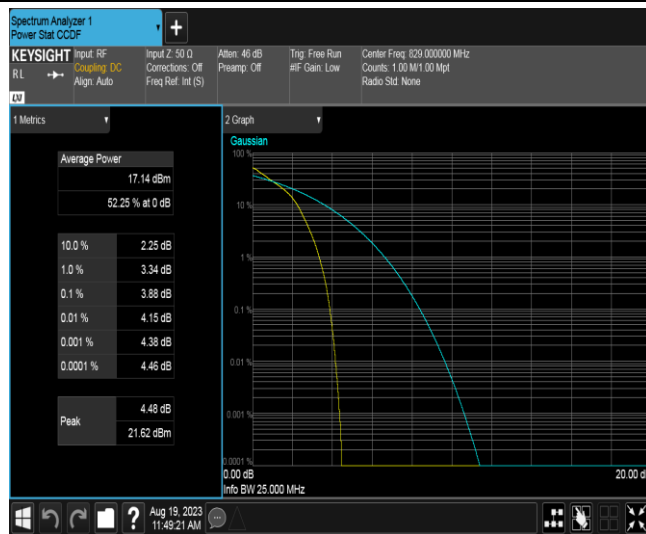 Spectrum Analyzer 1
Power Stat CCDF
+
KEYSIGHT
RL
LXI
Input: RF
Coupling: DC
Align: Auto
Input Z: 50 Ω
Corrections: Off
Freq Ref: Int (S)
Atten: 46 dB
Preamp: Off
Trig: Free Run
#IF Gain: Low
Center Freq: 829.000000 MHz
Counts: 1.00 M/1.00 Mpt
Radio Std: None
1 Metrics
Average Power
17.14 dBm
52.25 % at 0 dB
10.0 % 2.25 dB
1.0 % 3.34 dB
0.1 % 3.88 dB
0.01 % 4.15 dB
0.001 % 4.38 dB
0.0001 % 4.46 dB
Peak
4.48 dB
21.62 dBm
2 Graph
Gaussian
100 %
10 %
1 %
0.1 %
0.01 %
0.001 %
0.0001 %
0.00 dB
20.00 d
Info BW 25.000 MHz
?
Aug 19, 2023
11:49:21 AM